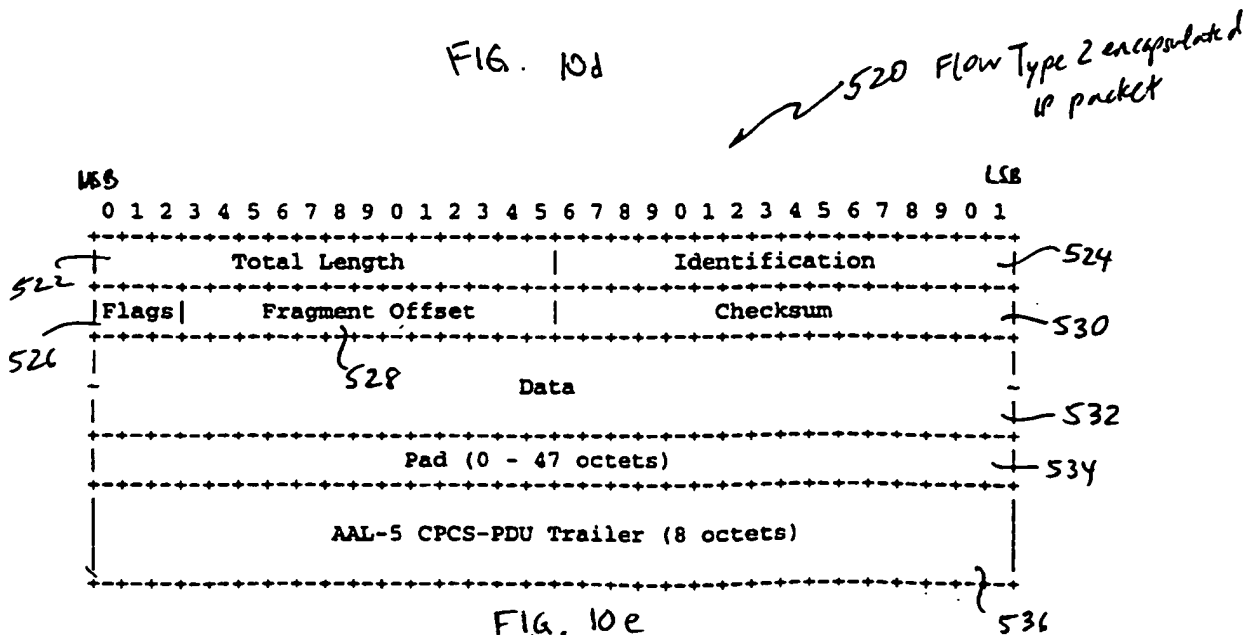 FIG. 10d
520 Flow Type 2 encapsulated
IP packet
MSB LSB
0 1 2 3 4 5 6 7 8 9 0 1 2 3 4 5 6 7 8 9 0 1 2 3 4 5 6 7 8 9 0 1
522 Total Length | Identification 524
526 Flags | Fragment Offset | Checksum 530
528
Data
532
Pad (0 - 47 octets) 534
AAL-5 CPCS-PDU Trailer (8 octets)
536
FIG. 10e